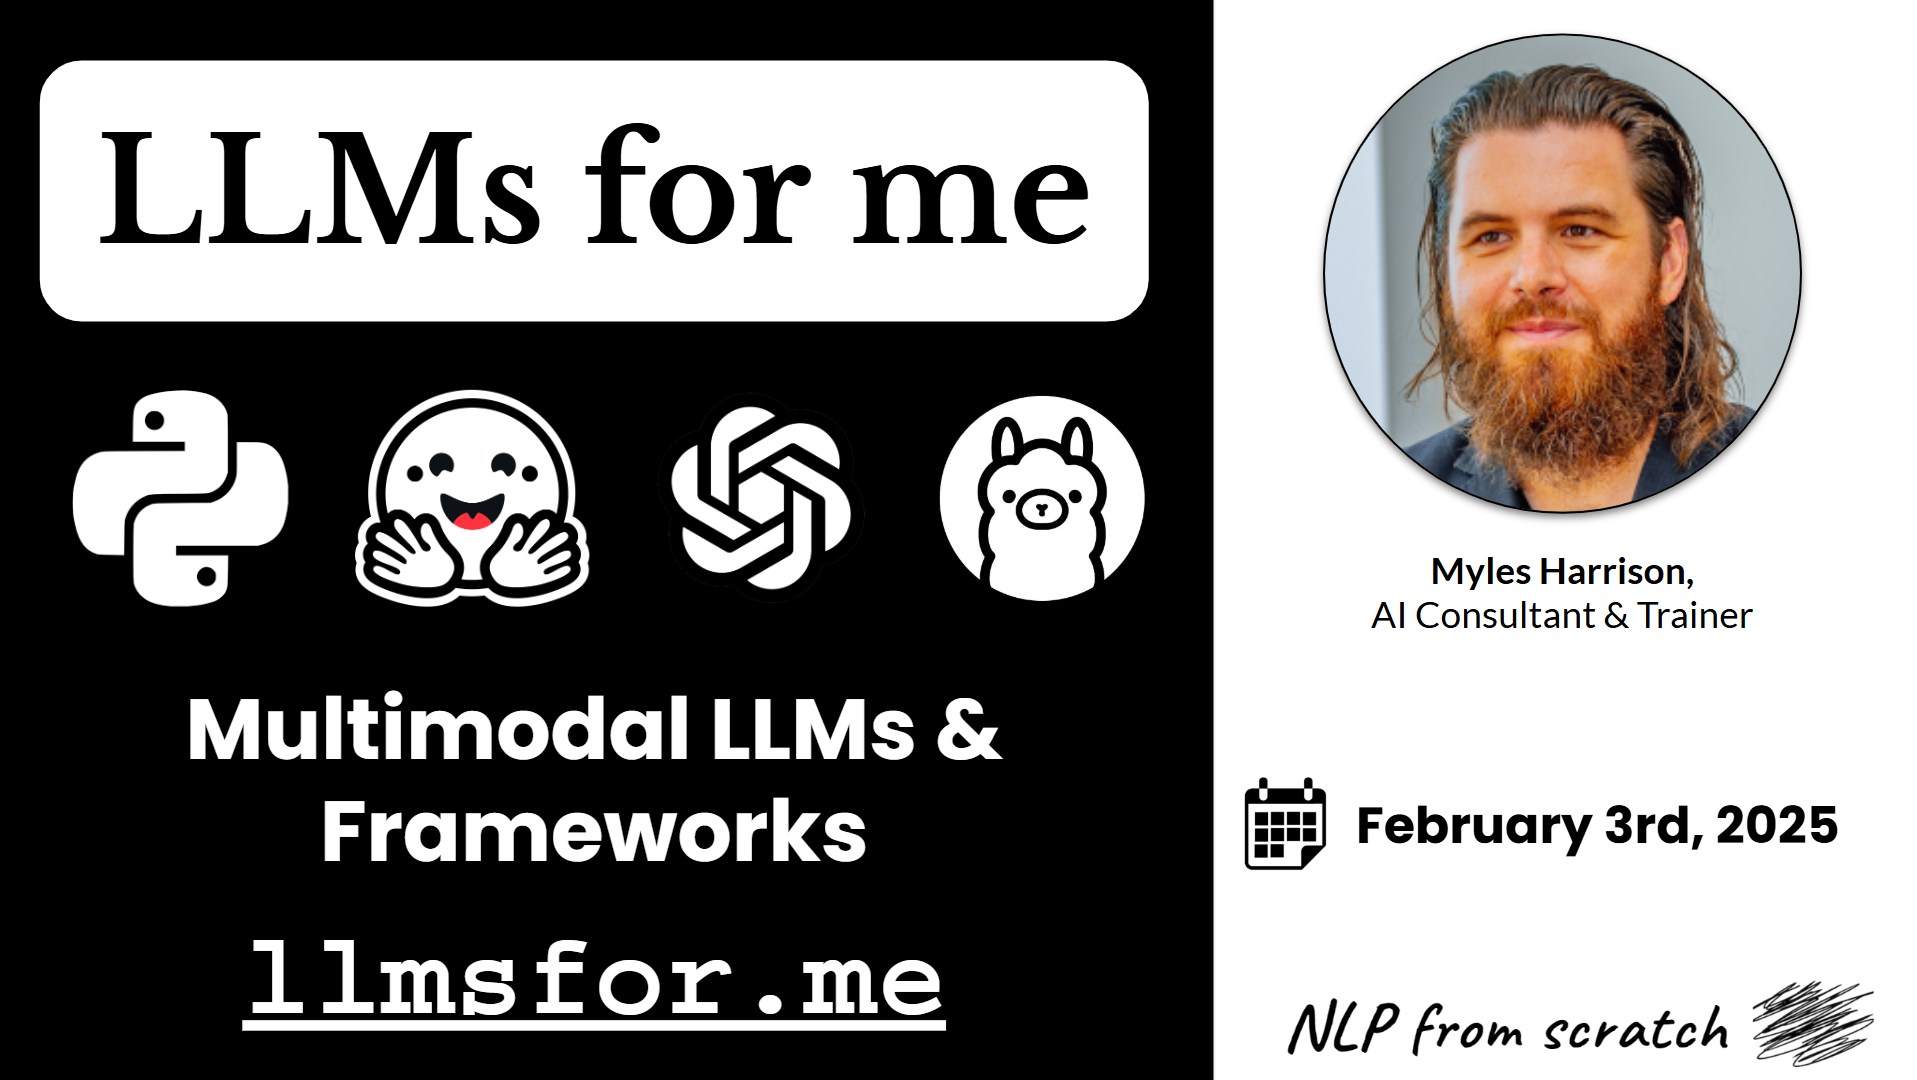 LLMs for me
Multimodal LLMs &
Frameworks
llmsfor.me
Myles Harrison,
AI Consultant & Trainer
February 3rd, 2025
NLP from scratch